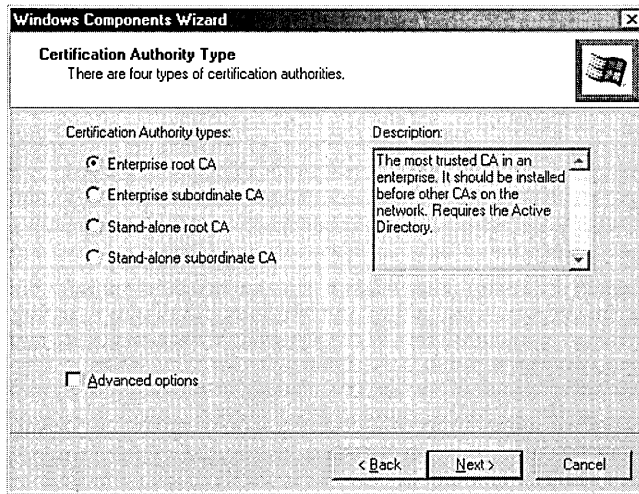 Windows Components Wizard
Certification Authority Type
There are four types of certification authorities.
Certification Authority types:
Enterprise root CA
Enterprise subordinate CA
Stand-alone root CA
Stand-alone subordinate CA
Description:
The most trusted CA in an
enterprise. It should be installed
before other CAs on the
network. Requires the Active
Directory.
Advanced options
< Back
Next >
Cancel